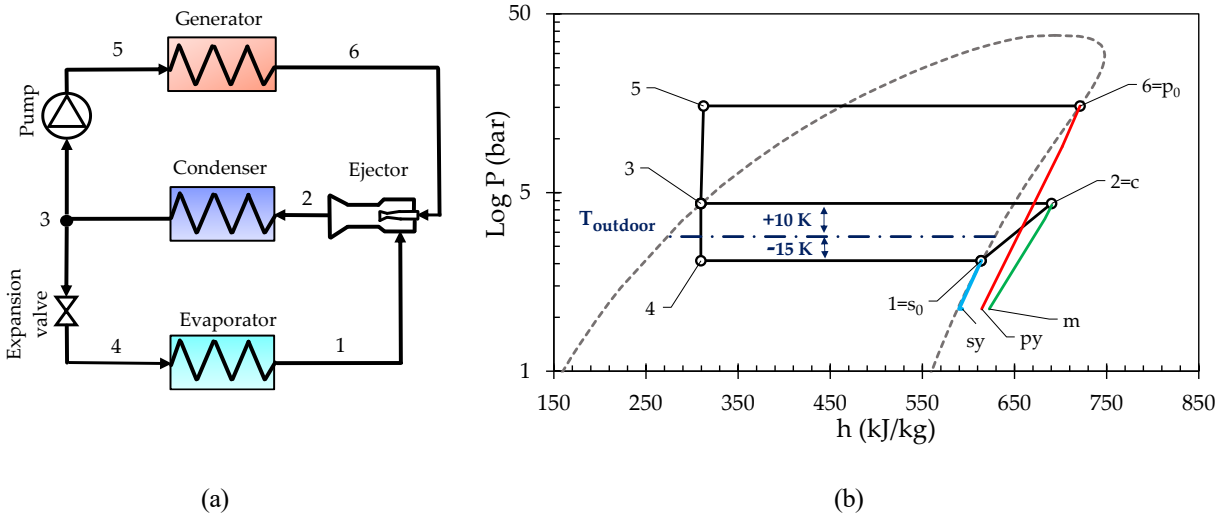 Generator
5
6
Pump
Condenser
Ejector
3
2
Expansion
valve
Evaporator
4
1
(a)
50
5
1
Log P (bar)
5
6=p₀
3
2=c
T_outdoor
+10 K
-15 K
4
1=s₀
sy
py
m
150
250
350
450
550
650
750
850
h (kJ/kg)
(b)